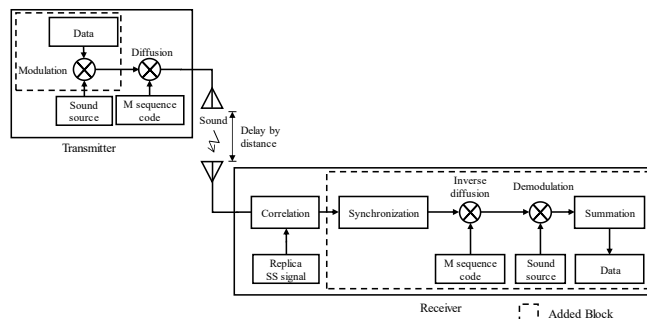 Data
Diffusion
Modulation
Sound
source
M sequence
code
Transmitter
Sound
Delay by
distance
Inverse
diffusion
Demodulation
Correlation
Synchronization
Summation
Replica
SS signal
M sequence
code
Sound
source
Data
Receiver
Added Block